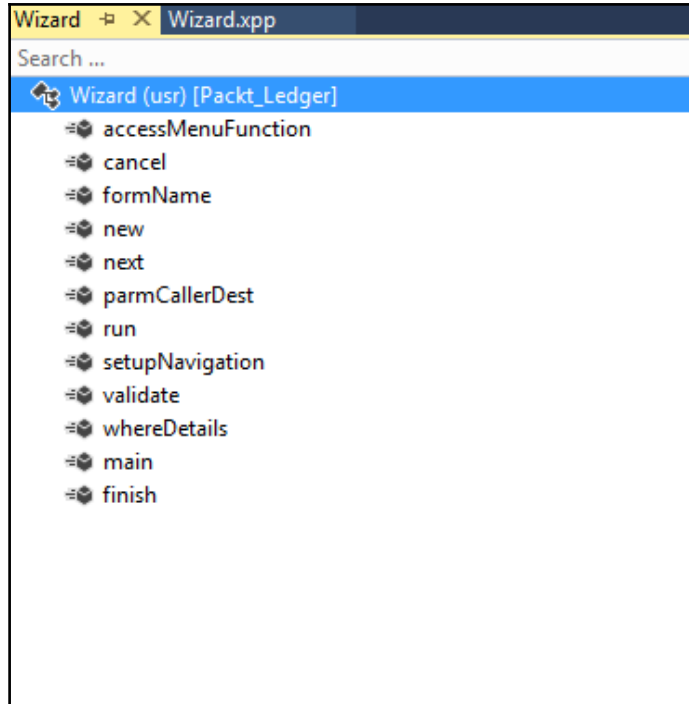 Wizard Wizard.xpp
Search ...
Wizard (usr) [Packt_Ledger]
accessMenuFunction
cancel
formName
new
next
parmCallerDest
run
setupNavigation
validate
whereDetails
main
finish